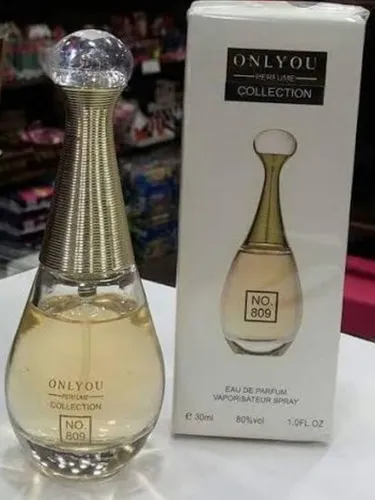 ONLYOU
PERFUME
COLLECTION
NO.
809
EAU DE PARFUM
VAPORISATEUR SPRAY
e 30ml 80%vol 1.0FL OZ
ONLYOU
PERFUME
COLLECTION
NO.
809